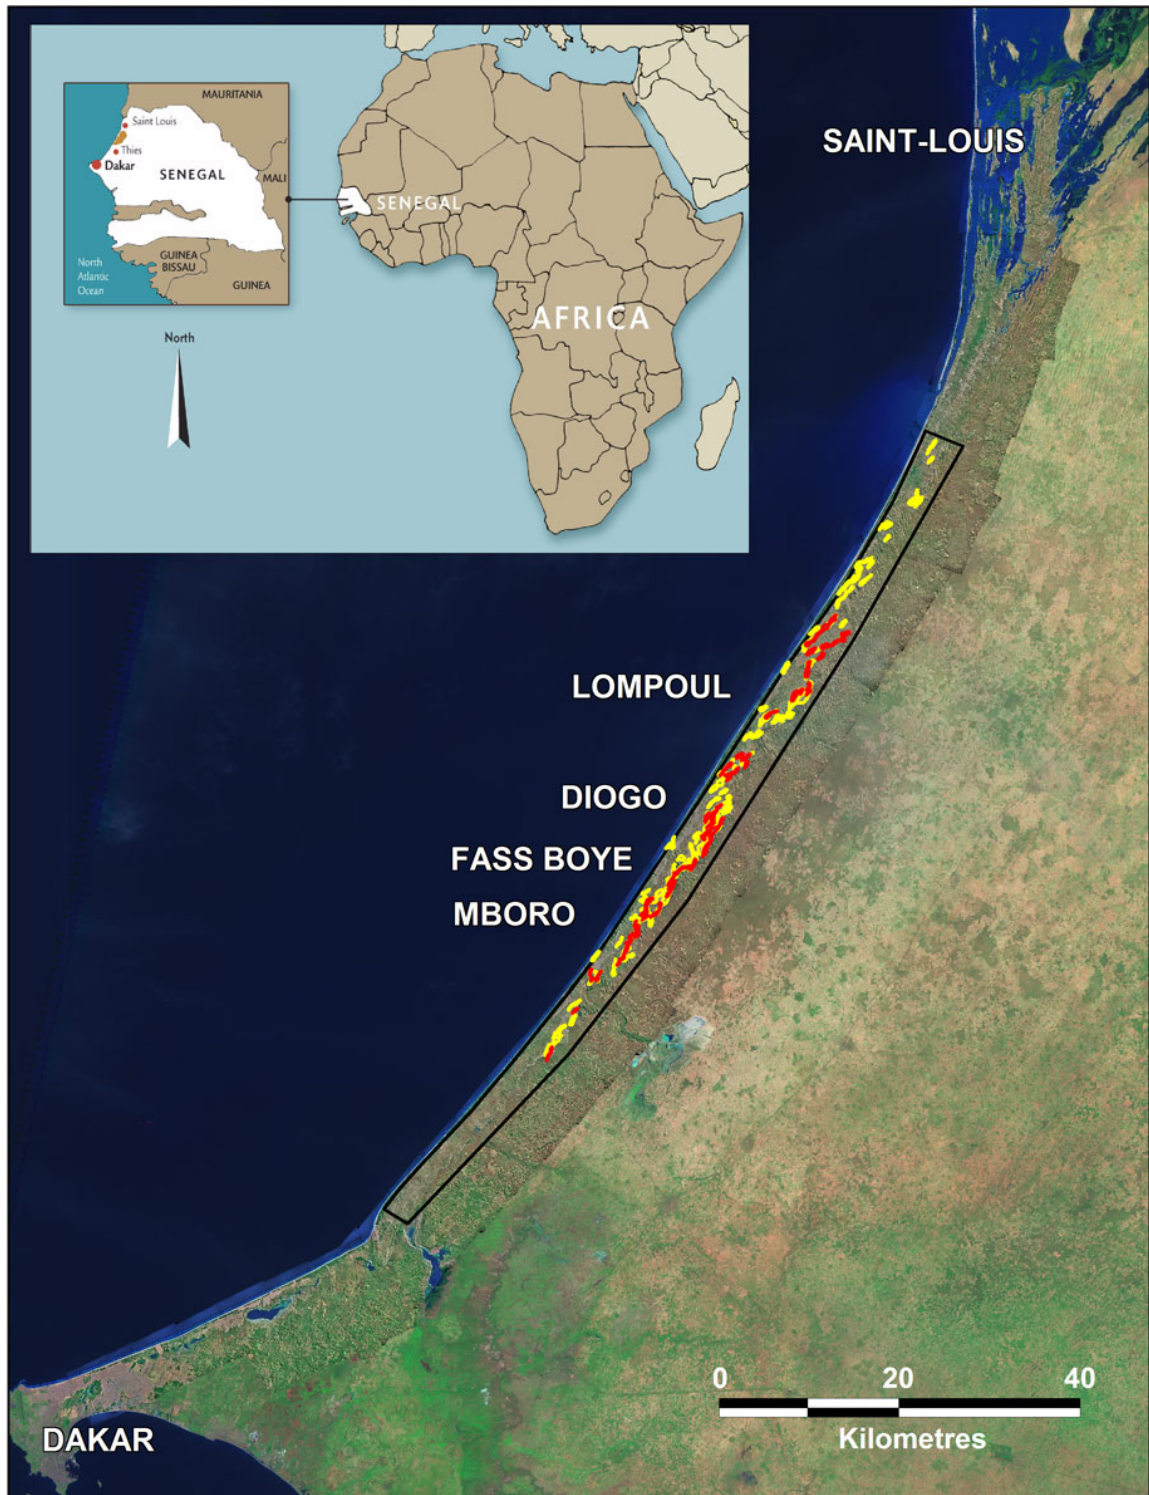 MAURITANIA
Saint Louis
Thies
Dakar
SENEGAL
MALI
GUINEA
BISSAU
North
Atlantic
Ocean
GUINEA
SENEGAL
AFRICA
North
SAINT-LOUIS
LOMPOUL
DIOGO
FASS BOYE
MBORO
DAKAR
0 20 40
Kilometres